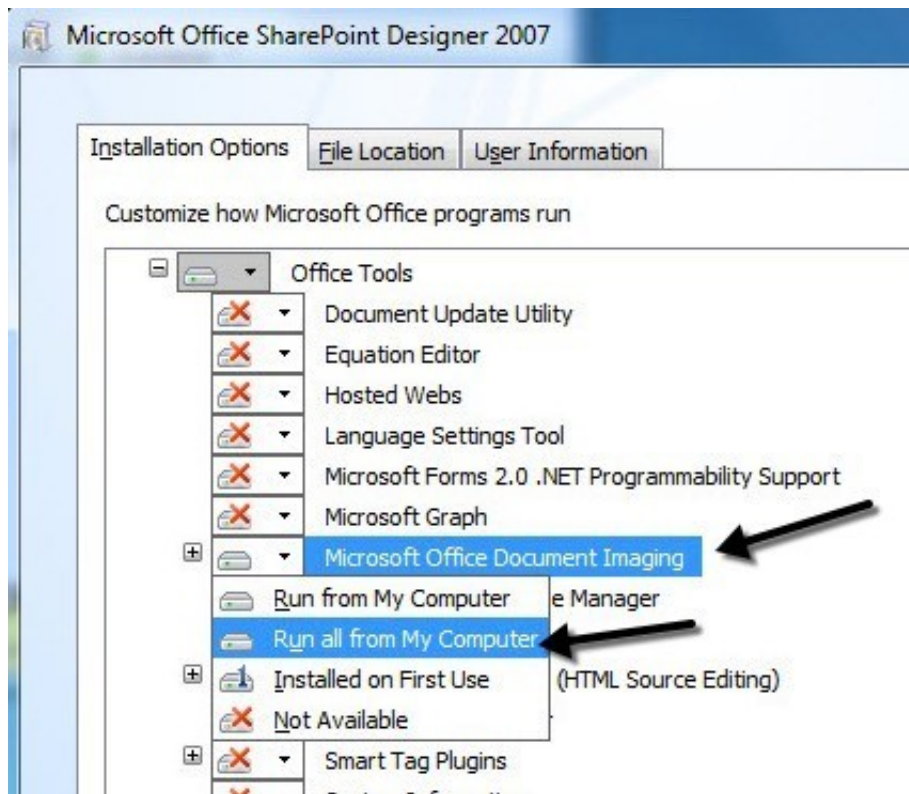 Microsoft Office SharePoint Designer 2007
Installation Options File Location User Information
Customize how Microsoft Office programs run
Office Tools
Document Update Utility
Equation Editor
Hosted Webs
Language Settings Tool
Microsoft Forms 2.0 .NET Programmability Support
Microsoft Graph
Microsoft Office Document Imaging
Run from My Computer e Manager
Run all from My Computer
1 Installed on First Use (HTML Source Editing)
Not Available
Smart Tag Plugins